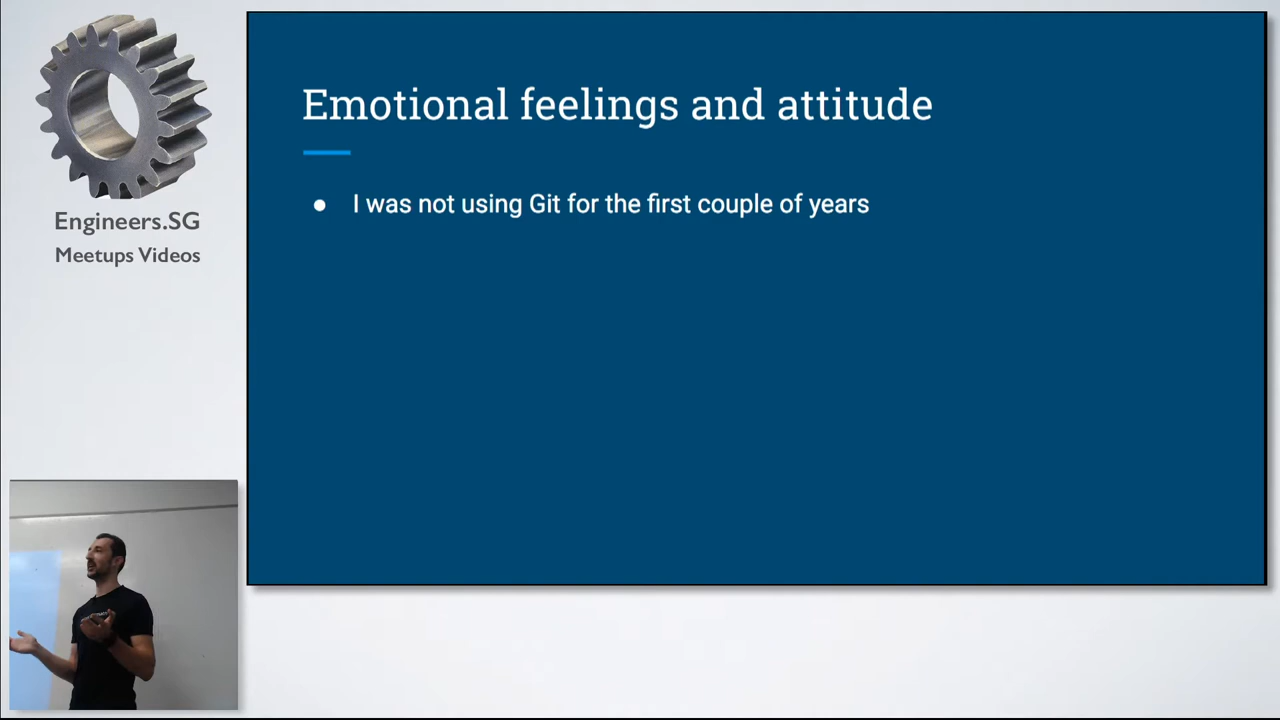 Engineers.SG
Meetups Videos
Emotional feelings and attitude
● I was not using Git for the first couple of years